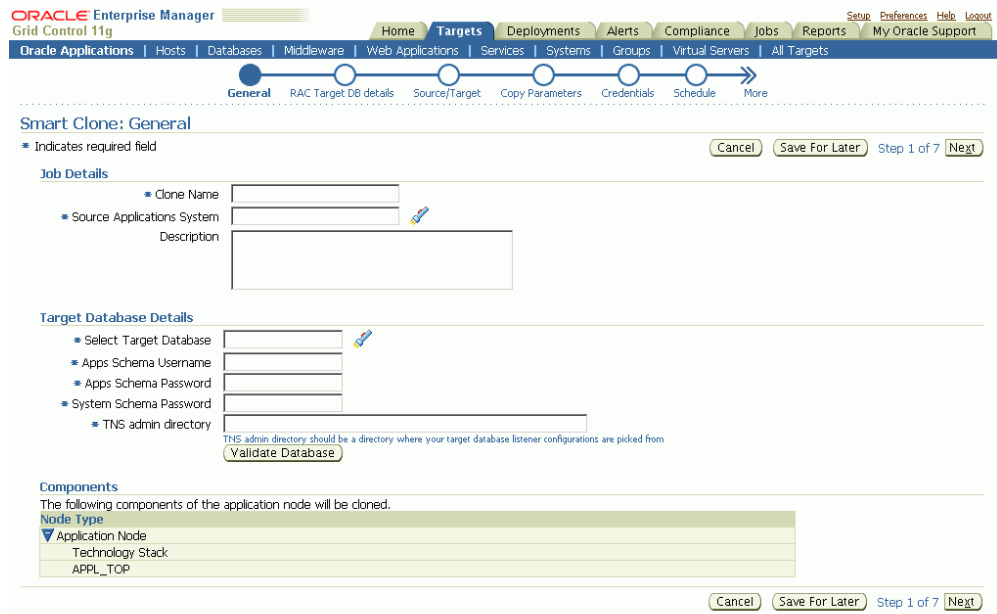 ORACLE Enterprise Manager
Grid Control 11g
Setup Preferences Help Logout
Home Targets Deployments Alerts Compliance Jobs Reports My Oracle Support
Oracle Applications | Hosts | Databases | Middleware | Web Applications | Services | Systems | Groups | Virtual Servers | All Targets
General RAC Target DB details Source/Target Copy Parameters Credentials Schedule More
Smart Clone: General
* Indicates required field
Cancel Save For Later Step 1 of 7 Next
Job Details
* Clone Name
* Source Applications System
Description
Target Database Details
* Select Target Database
* Apps Schema Username
* Apps Schema Password
* System Schema Password
* TNS admin directory
TNS admin directory should be a directory where your target database listener configurations are picked from
Validate Database
Components
The following components of the application node will be cloned.
Node Type
Application Node
Technology Stack
APPL_TOP
Cancel Save For Later Step 1 of 7 Next